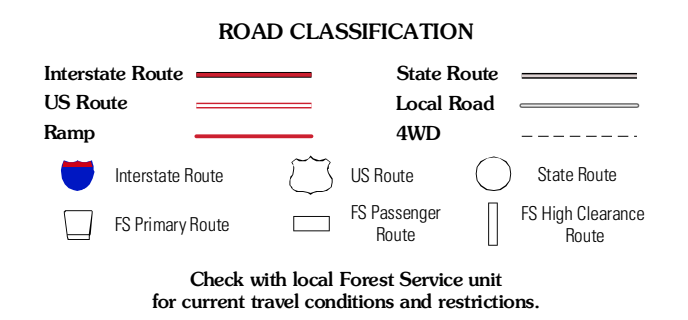 ROAD CLASSIFICATION
Interstate Route
State Route
US Route
Local Road
Ramp
4WD
Interstate Route
US Route
State Route
FS Primary Route
FS Passenger
Route
FS High Clearance
Route
Check with local Forest Service unit
for current travel conditions and restrictions.